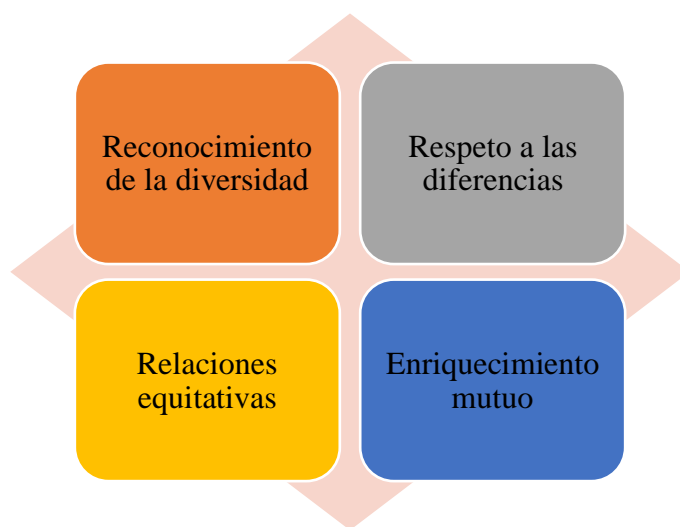 Reconocimiento
de la diversidad
Respeto a las
diferencias
Relaciones
equitativas
Enriquecimiento
mutuo